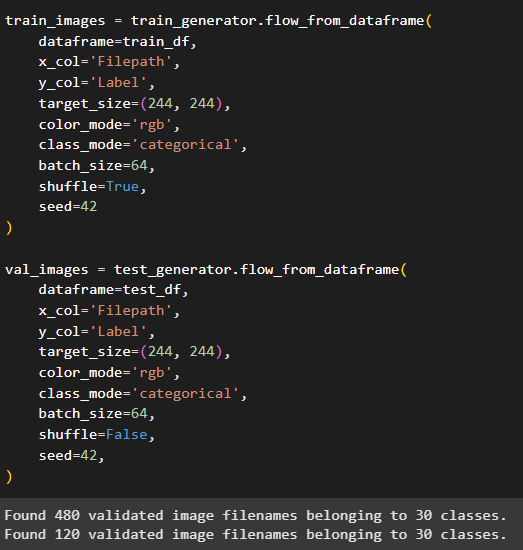 train_images = train_generator.flow_from_dataframe(
    dataframe=train_df,
    x_col='Filepath',
    y_col='Label',
    target_size=(244, 244),
    color_mode='rgb',
    class_mode='categorical',
    batch_size=64,
    shuffle=True,
    seed=42
)
val_images = test_generator.flow_from_dataframe(
    dataframe=test_df,
    x_col='Filepath',
    y_col='Label',
    target_size=(244, 244),
    color_mode='rgb',
    class_mode='categorical',
    batch_size=64,
    shuffle=False,
    seed=42,
)
Found 480 validated image filenames belonging to 30 classes.
Found 120 validated image filenames belonging to 30 classes.